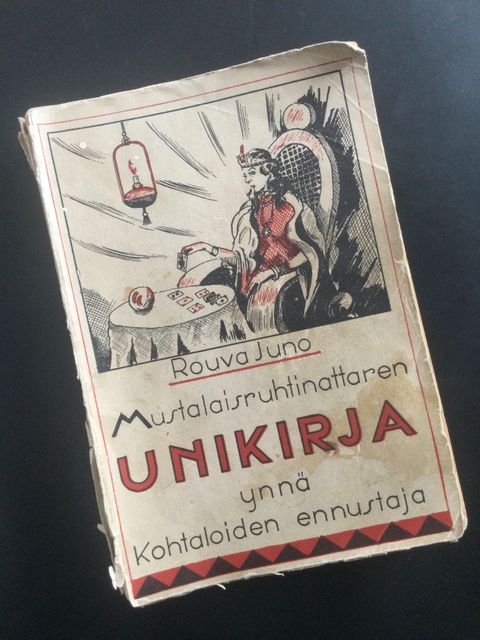 Rouva Juno
Mustalaisruhtinattaren
UNIKIRJA
ynnä
Kohtaloiden ennustaja